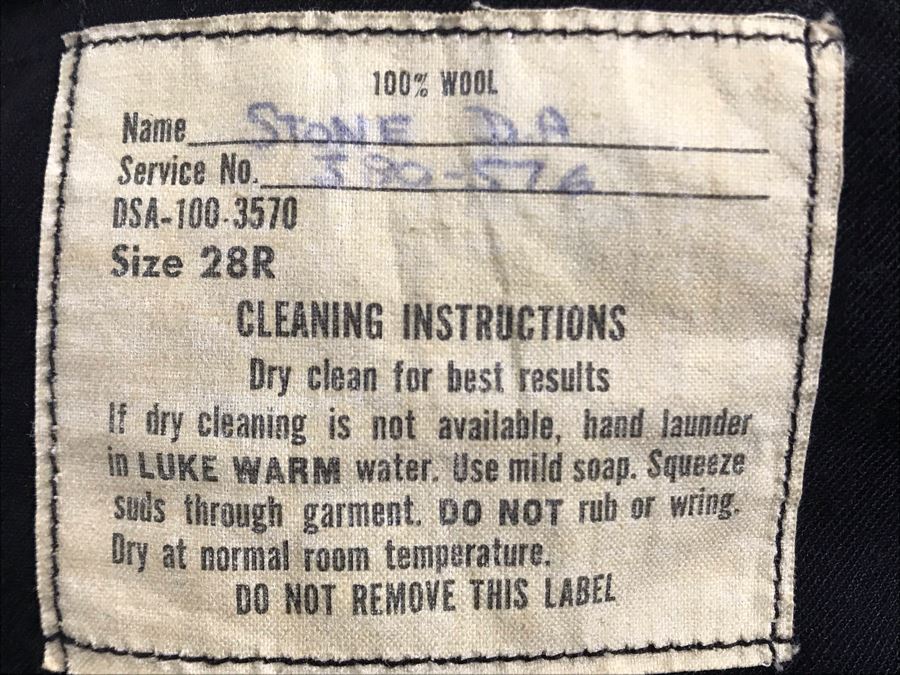 100% WOOL
Name STONE D.A
Service No.
DSA-100-3570
Size 28R
CLEANING INSTRUCTIONS
Dry clean for best results
If dry cleaning is not available, hand launder
in LUKE WARM water. Use mild soap. Squeeze
suds through garment. DO NOT rub or wring.
Dry at normal room temperature.
DO NOT REMOVE THIS LABEL